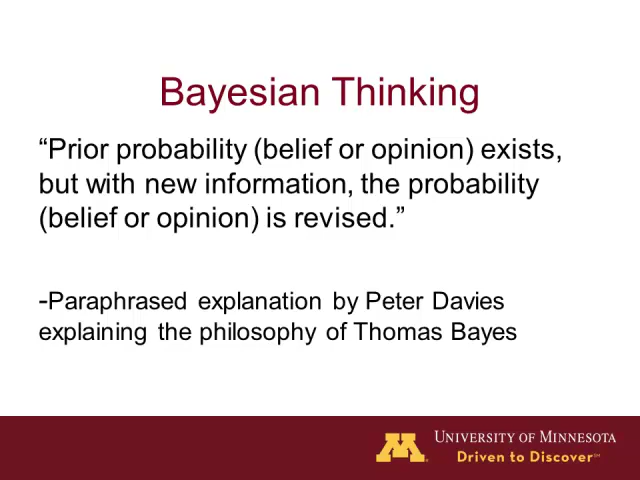 Bayesian Thinking
“Prior probability (belief or opinion) exists,
but with new information, the probability
(belief or opinion) is revised.”
-Paraphrased explanation by Peter Davies
explaining the philosophy of Thomas Bayes
M
UNIVERSITY OF MINNESOTA
Driven to Discover℠